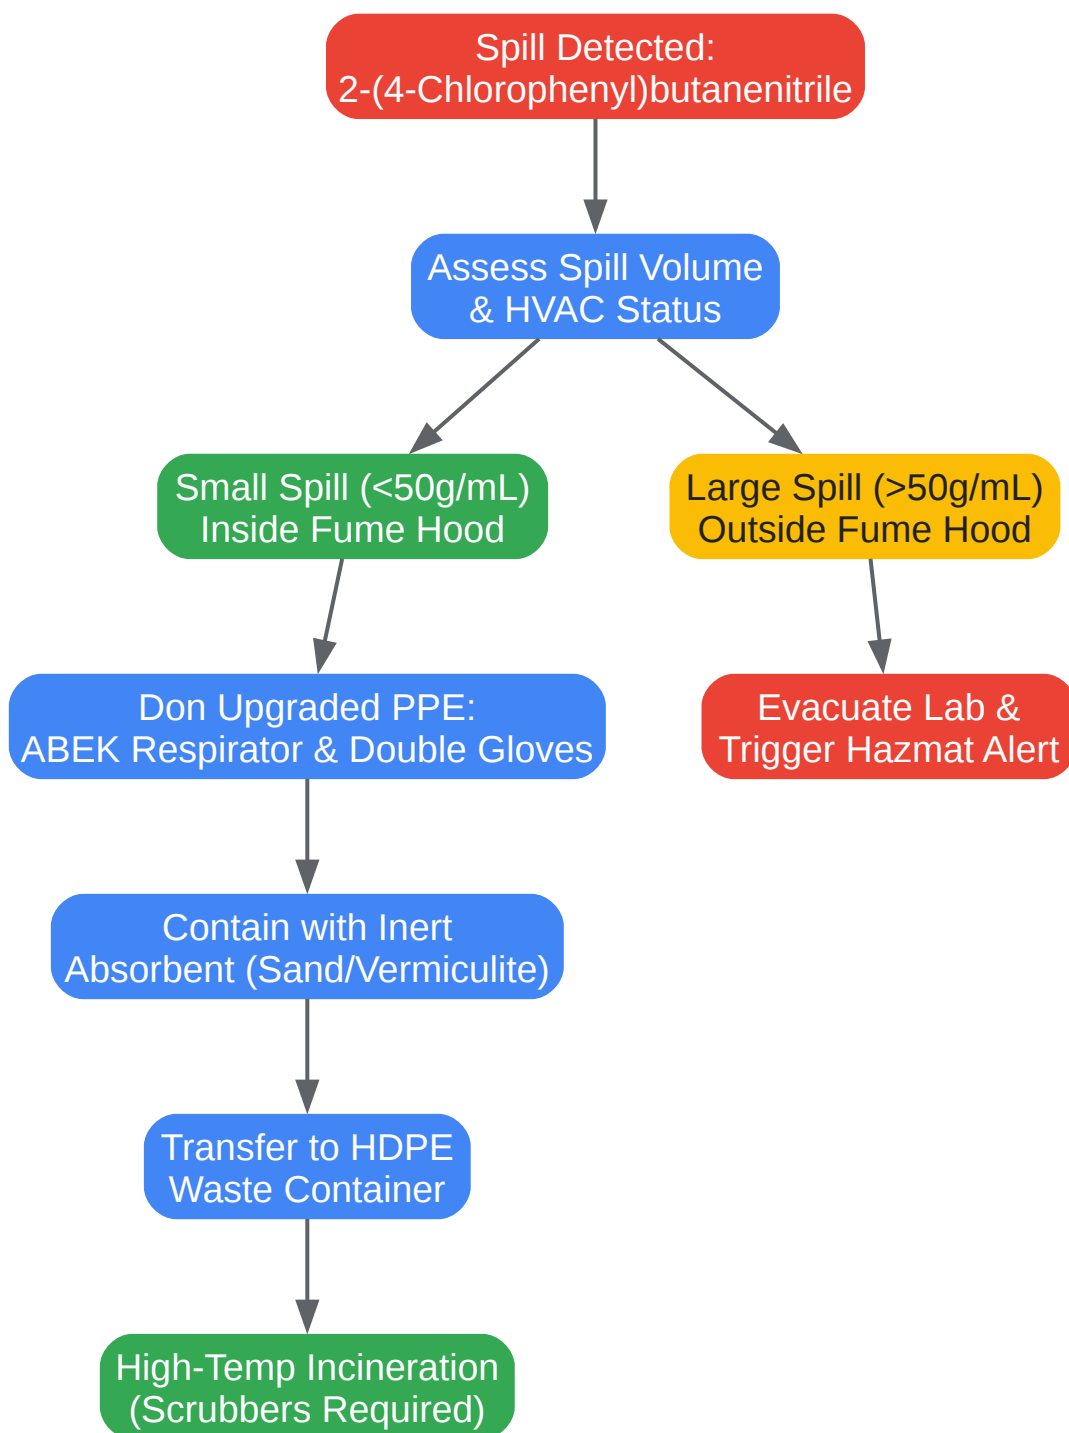 Spill Detected:
2-(4-Chlorophenyl)butanenitrile
Assess Spill Volume
& HVAC Status
Small Spill (<50g/mL)
Inside Fume Hood
Large Spill (>50g/mL)
Outside Fume Hood
Don Upgraded PPE:
ABEK Respirator & Double Gloves
Evacuate Lab &
Trigger Hazmat Alert
Contain with Inert
Absorbent (Sand/Vermiculite)
Transfer to HDPE
Waste Container
High-Temp Incineration
(Scrubbers Required)